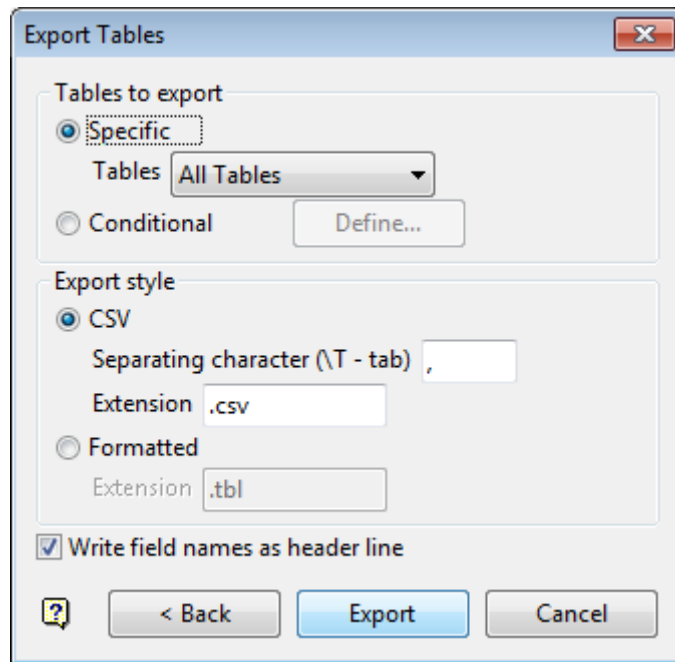 Export Tables
Tables to export
Specific
Tables All Tables
Conditional Define...
Export style
CSV
Separating character (\T - tab) ,
Extension .csv
Formatted
Extension .tbl
Write field names as header line
? < Back Export Cancel